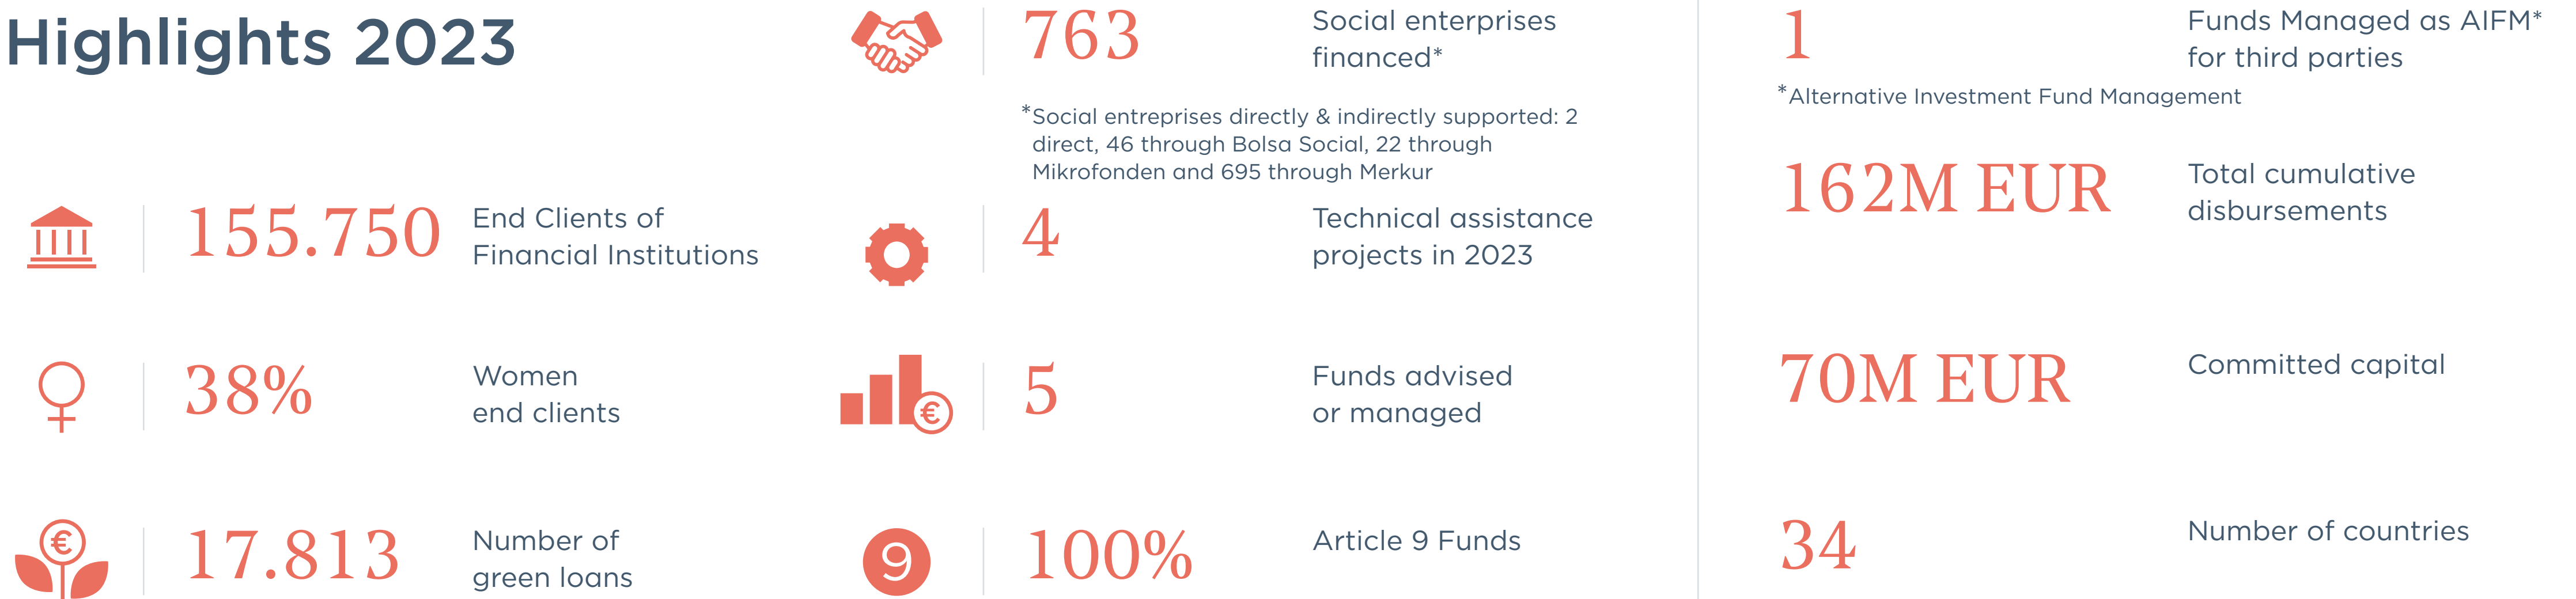 Highlights 2023
155.750
End Clients of
Financial Institutions
38%
Women
end clients
€
17.813
Number of
green loans
763
Social enterprises
financed*
*Social entreprises directly & indirectly supported: 2
direct, 46 through Bolsa Social, 22 through
Mikrofonden and 695 through Merkur
4
Technical assistance
projects in 2023
€
5
Funds advised
or managed
9
100%
Article 9 Funds
1
Funds Managed as AIFM*
for third parties
*Alternative Investment Fund Management
162M EUR
Total cumulative
disbursements
70M EUR
Committed capital
34
Number of countries